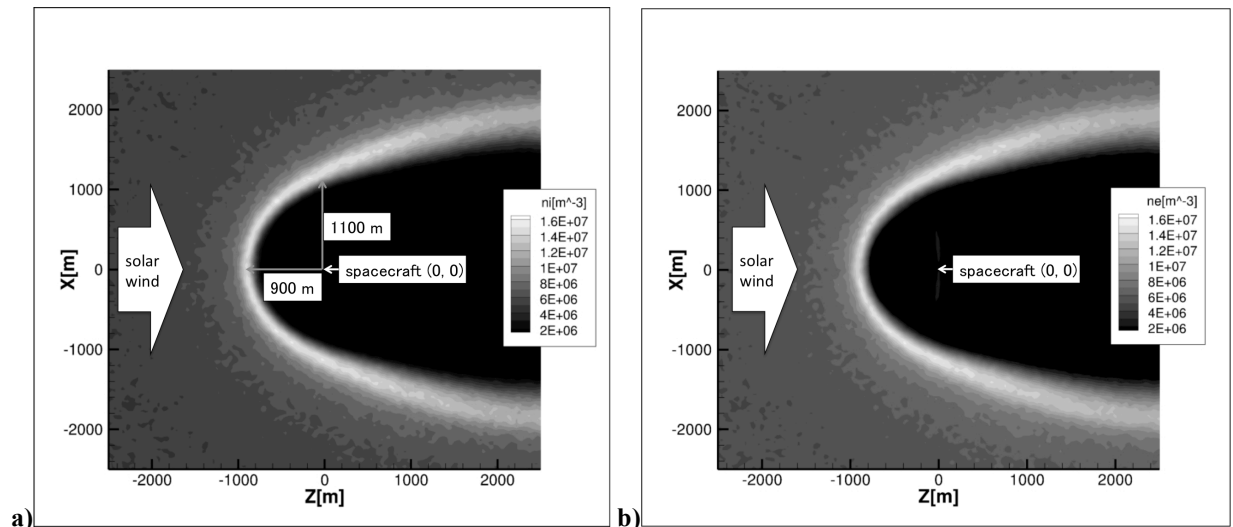 2000
1000
0
-1000
-2000
X[m]
-2000
-1000
0
1000
2000
Z[m]
solar
wind
1100 m
spacecraft (0, 0)
900 m
ni[m^-3]
1.6E+07
1.4E+07
1.2E+07
1E+07
8E+06
6E+06
4E+06
2E+06
a)
2000
1000
0
-1000
-2000
X[m]
-2000
-1000
0
1000
2000
Z[m]
solar
wind
spacecraft (0, 0)
ne[m^-3]
1.6E+07
1.4E+07
1.2E+07
1E+07
8E+06
6E+06
4E+06
2E+06
b)